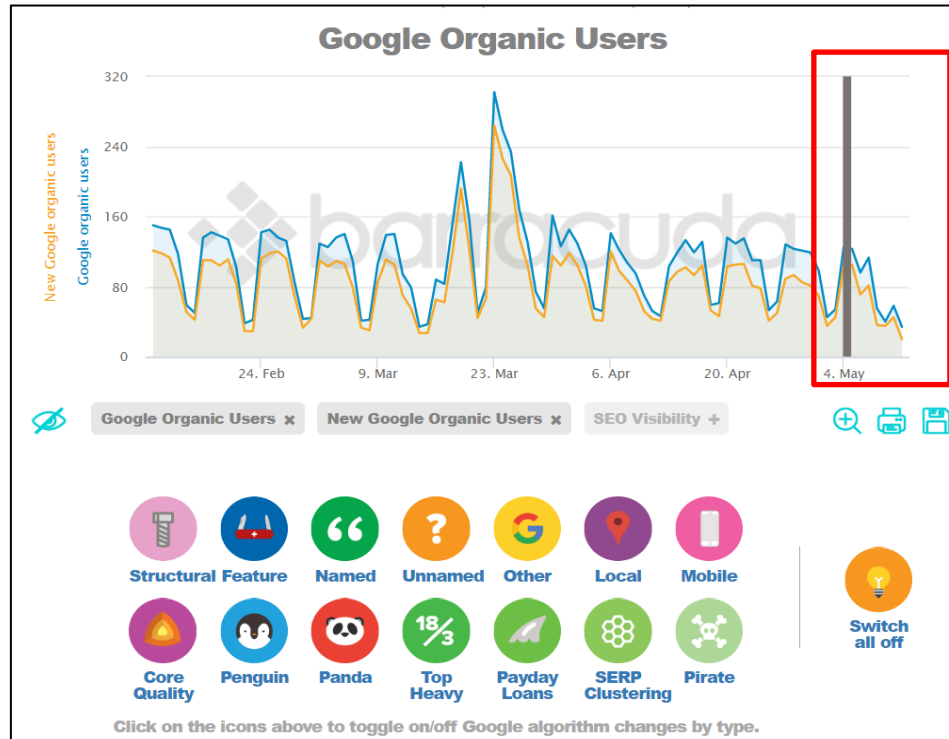 Google Organic Users
New Google organic users
Google organic users
320
240
160
80
0
barracuda
24. Feb
9. Mar
23. Mar
6. Apr
20. Apr
4. May
Google Organic Users ×
New Google Organic Users ×
SEO Visibility +
Structural Feature Named Unnamed Other Local Mobile
18/3
Core Quality
Penguin
Panda
Top Heavy
Payday Loans
SERP Clustering
Pirate
Switch all off
Click on the icons above to toggle on/off Google algorithm changes by type.